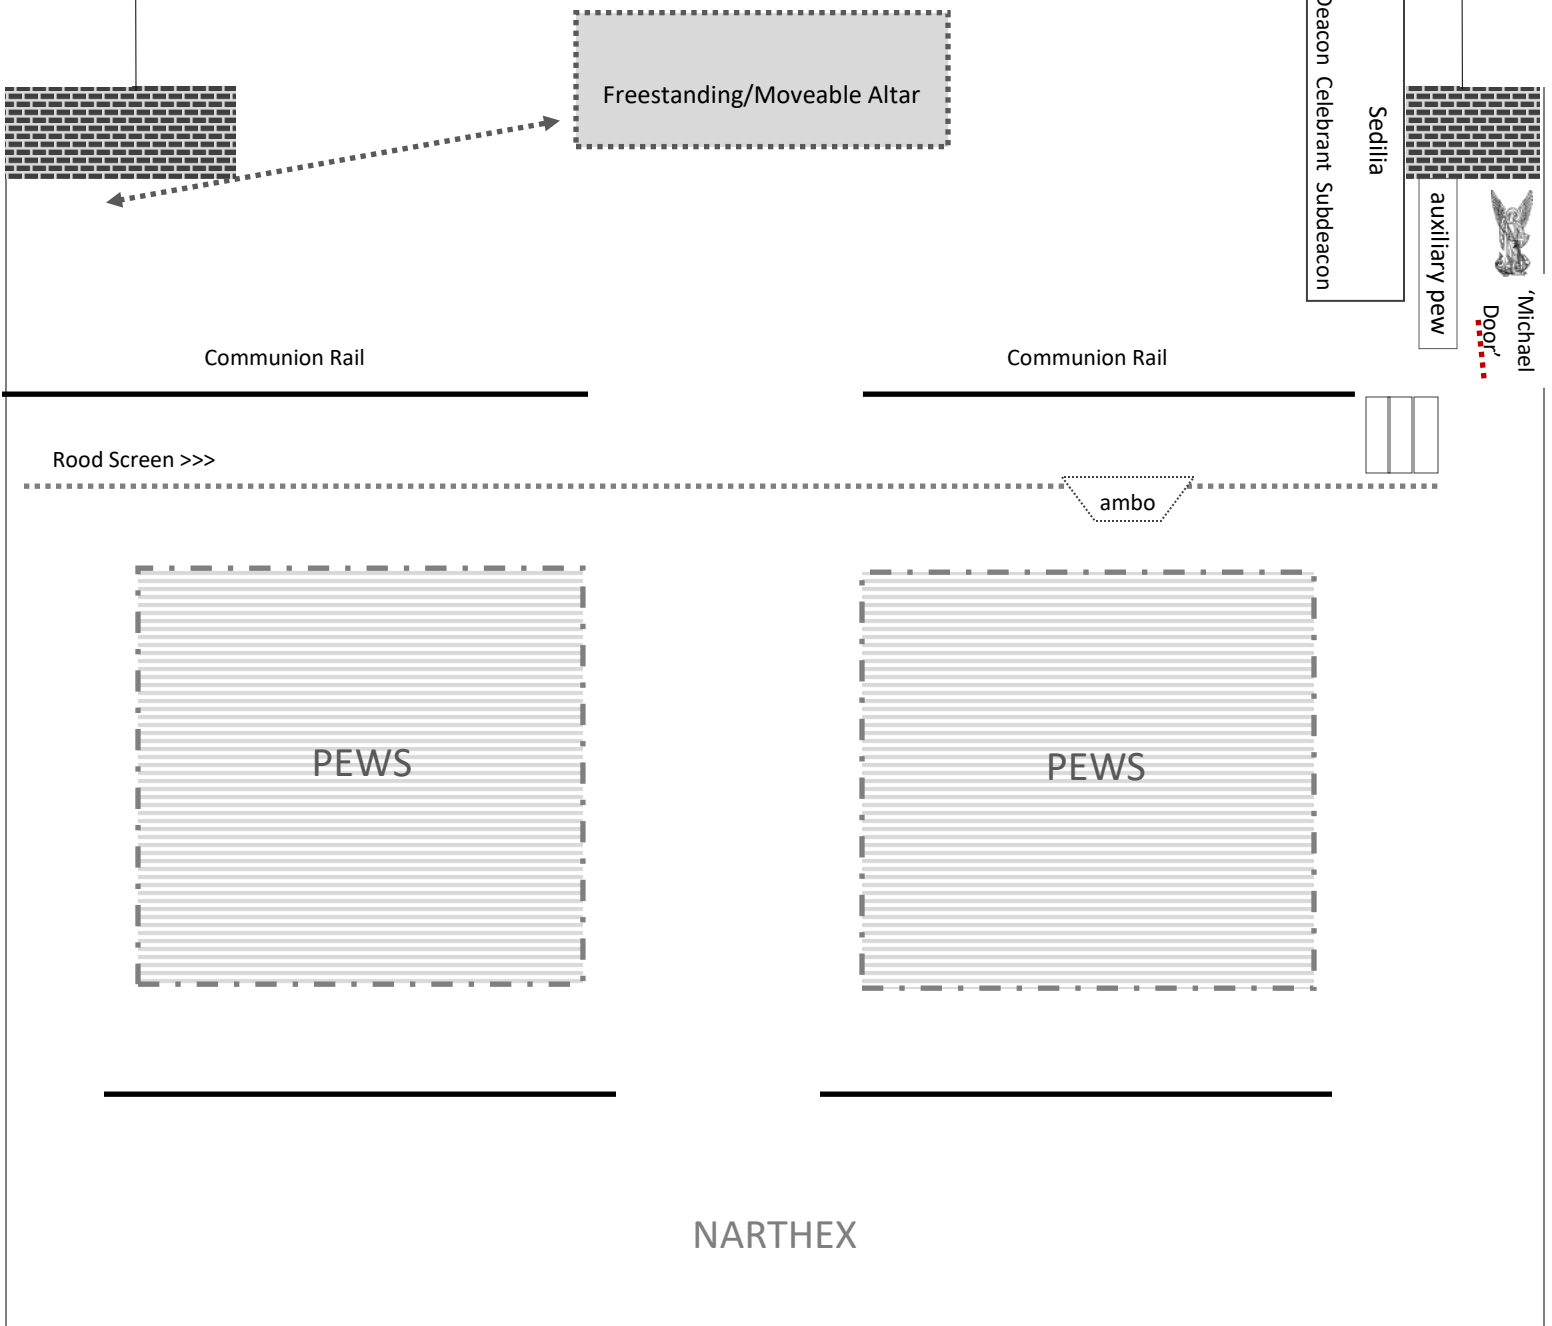 Freestanding/Moveable Altar
Deacon Celebrant Subdeacon
Sedilia
auxiliary pew
‘Michael
Door’
Communion Rail
Communion Rail
Rood Screen >>>
ambo
PEWS
PEWS
NARTHEX